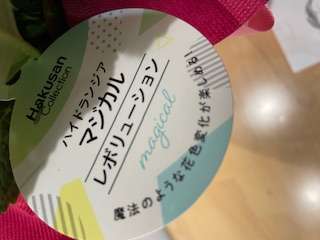 Hakusan
Collection
ハイドランジア
マジカル
レボリューション
magical
魔法のような花色変化が楽しめる!